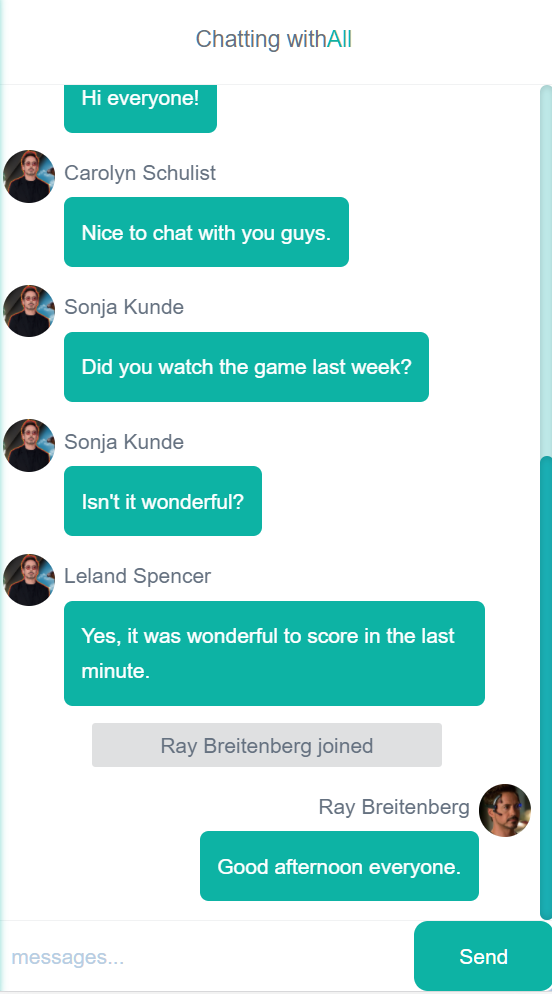 Chatting withAll
Hi everyone!
Carolyn Schulist
Nice to chat with you guys.
Sonja Kunde
Did you watch the game last week?
Sonja Kunde
Isn't it wonderful?
Leland Spencer
Yes, it was wonderful to score in the last
minute.
Ray Breitenberg joined
Ray Breitenberg
Good afternoon everyone.
messages...
Send